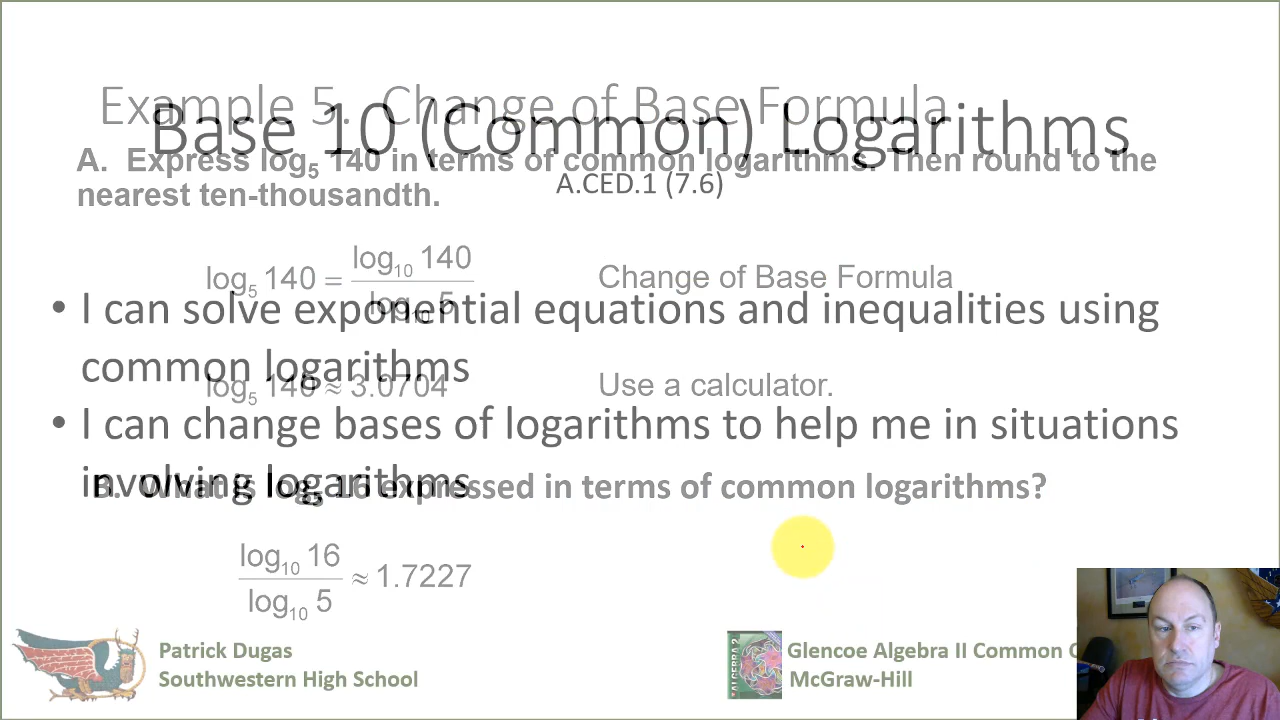 Example 5. Change of Base Formula
Base 10 (Common) Logarithms
A. Express log₅ 140 in terms of common logarithms. Then round to the
nearest ten-thousandth.
A.CED.1 (7.6)
log₅ 140 = log₁₀ 140 / log₁₀ 5
Change of Base Formula
• I can solve exponential equations and inequalities using
common logarithms
log₅ 140 ≈ 3.0704
Use a calculator.
• I can change bases of logarithms to help me in situations
involving logarithms
B. What is log₅ 16 expressed in terms of common logarithms?
log₁₀ 16 / log₁₀ 5 ≈ 1.7227
Patrick Dugas
Southwestern High School
Glencoe Algebra II Common
McGraw-Hill
ALGEBRA 2